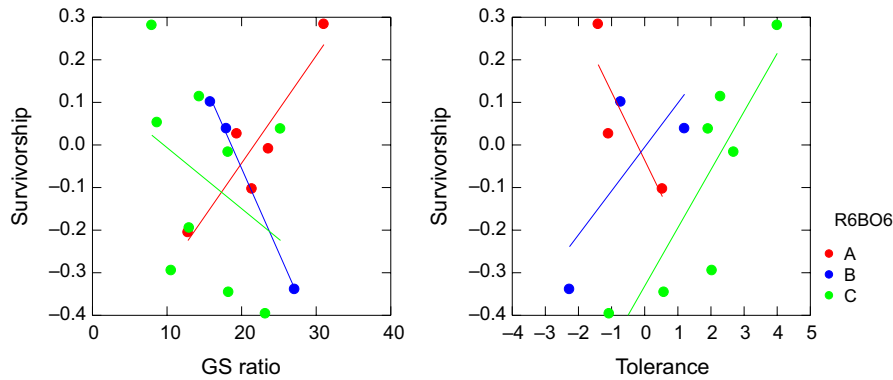 0.3
0.2
0.1
0.0
–0.1
–0.2
–0.3
–0.4
Survivorship
0 10 20 30 40
GS ratio
0.3
0.2
0.1
0.0
–0.1
–0.2
–0.3
–0.4
Survivorship
–4 –3 –2 –1 0 1 2 3 4 5
Tolerance
R6BO6
A
B
C